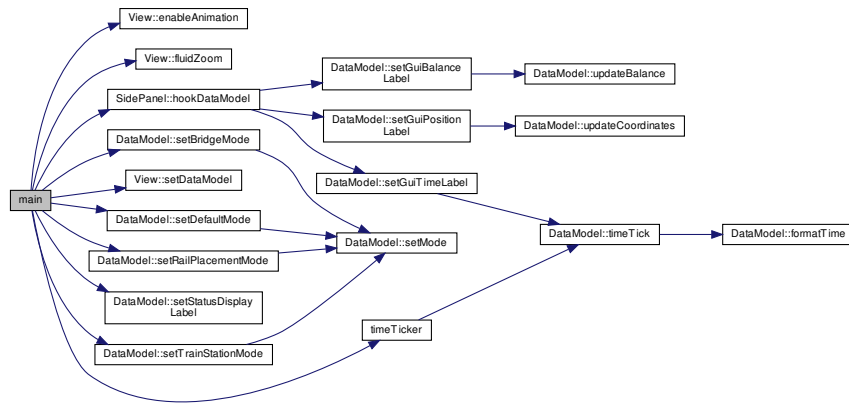 View::enableAnimation
View::fluidZoom
SidePanel::hookDataModel
DataModel::setGuiBalance
Label
DataModel::updateBalance
DataModel::setGuiPosition
Label
DataModel::updateCoordinates
DataModel::setBridgeMode
View::setDataModel
DataModel::setGuiTimeLabel
main
DataModel::setDefaultMode
DataModel::setMode
DataModel::timeTick
DataModel::formatTime
DataModel::setRailPlacementMode
DataModel::setStatusDisplay
Label
timeTicker
DataModel::setTrainStationMode